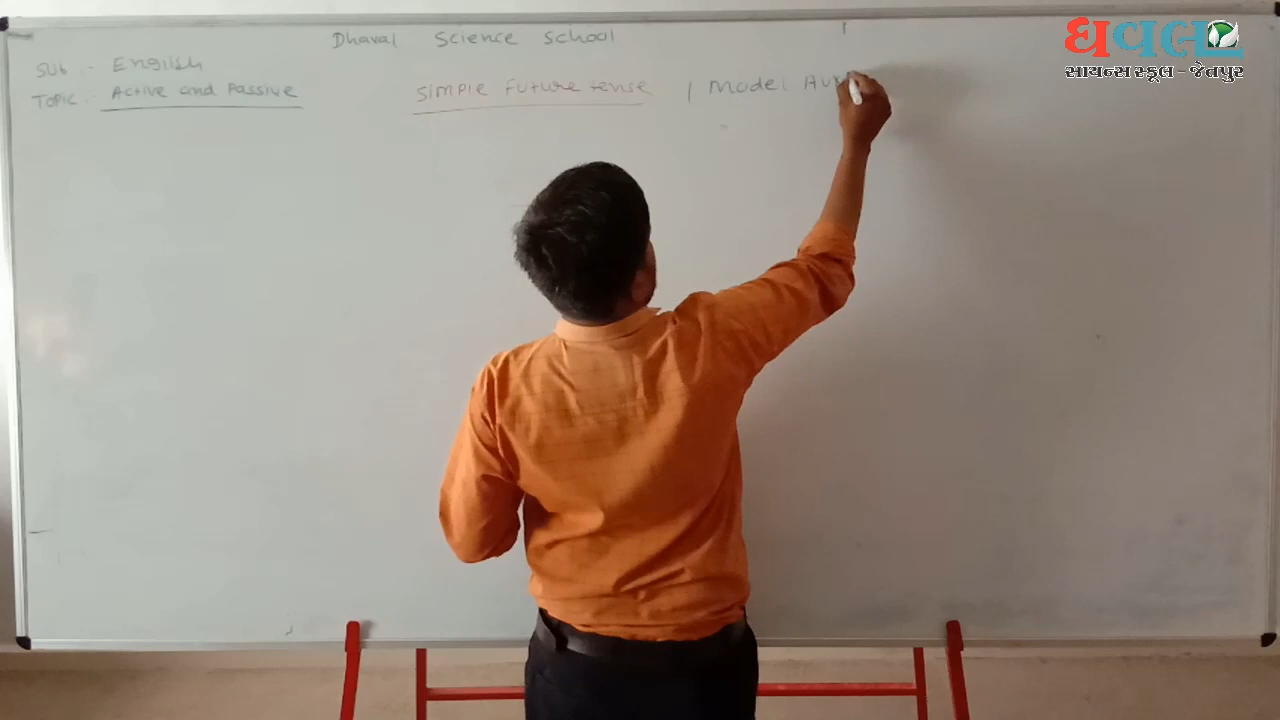 Dhaval Science School
Sub :- English
Topic :- Active and Passive
Simple Future tense / Model
ધવલ
સાયન્સ સ્કૂલ - જેતપુર